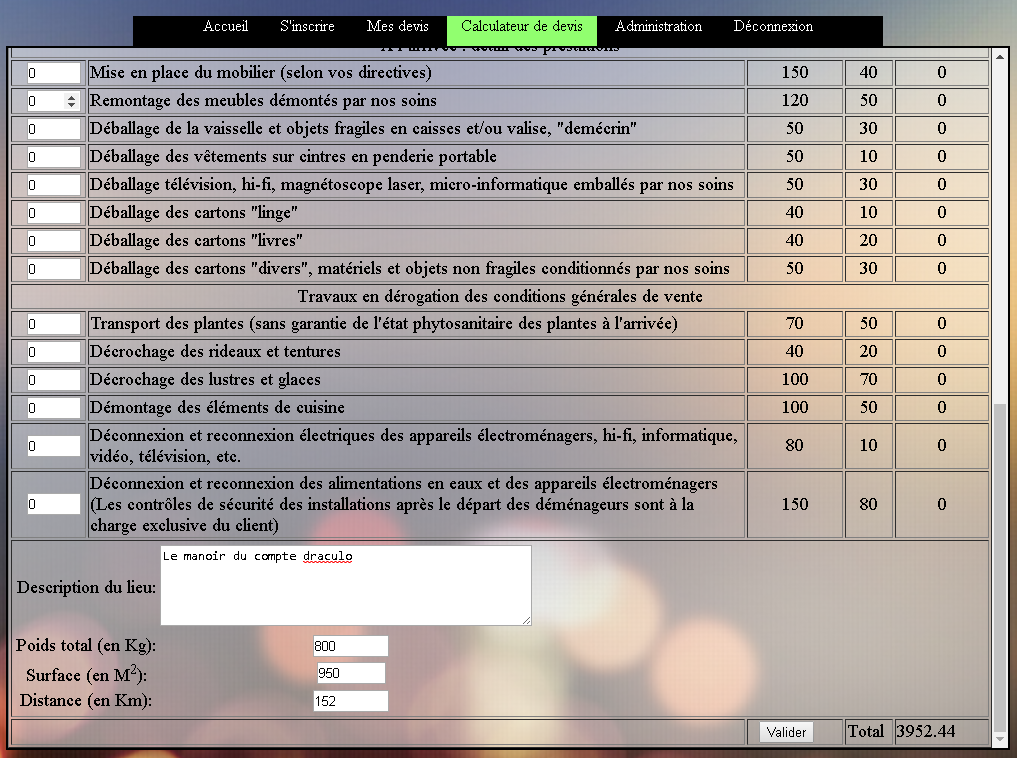 Accueil S'inscrire Mes devis Calculateur de devis Administration Déconnexion
A l'arrivée : détail des prestations
0 Mise en place du mobilier (selon vos directives) 150 40 0
0 Remontage des meubles démontés par nos soins 120 50 0
0 Déballage de la vaisselle et objets fragiles en caisses et/ou valise, "demécrin" 50 30 0
0 Déballage des vêtements sur cintres en penderie portable 50 10 0
0 Déballage télévision, hi-fi, magnétoscope laser, micro-informatique emballés par nos soins 50 30 0
0 Déballage des cartons "linge" 40 10 0
0 Déballage des cartons "livres" 40 20 0
0 Déballage des cartons "divers", matériels et objets non fragiles conditionnés par nos soins 50 30 0
Travaux en dérogation des conditions générales de vente
0 Transport des plantes (sans garantie de l'état phytosanitaire des plantes à l'arrivée) 70 50 0
0 Décrochage des rideaux et tentures 40 20 0
0 Décrochage des lustres et glaces 100 70 0
0 Démontage des éléments de cuisine 100 50 0
0 Déconnexion et reconnexion électriques des appareils électroménagers, hi-fi, informatique,
vidéo, télévision, etc. 80 10 0
Déconnexion et reconnexion des alimentations en eaux et des appareils électroménagers
0 (Les contrôles de sécurité des installations après le départ des déménageurs sont à la 150 80 0
charge exclusive du client)
Le manoir du compte draculo
Description du lieu:
Poids total (en Kg): 800
Surface (en M²): 950
Distance (en Km): 152
Valider Total 3952.44